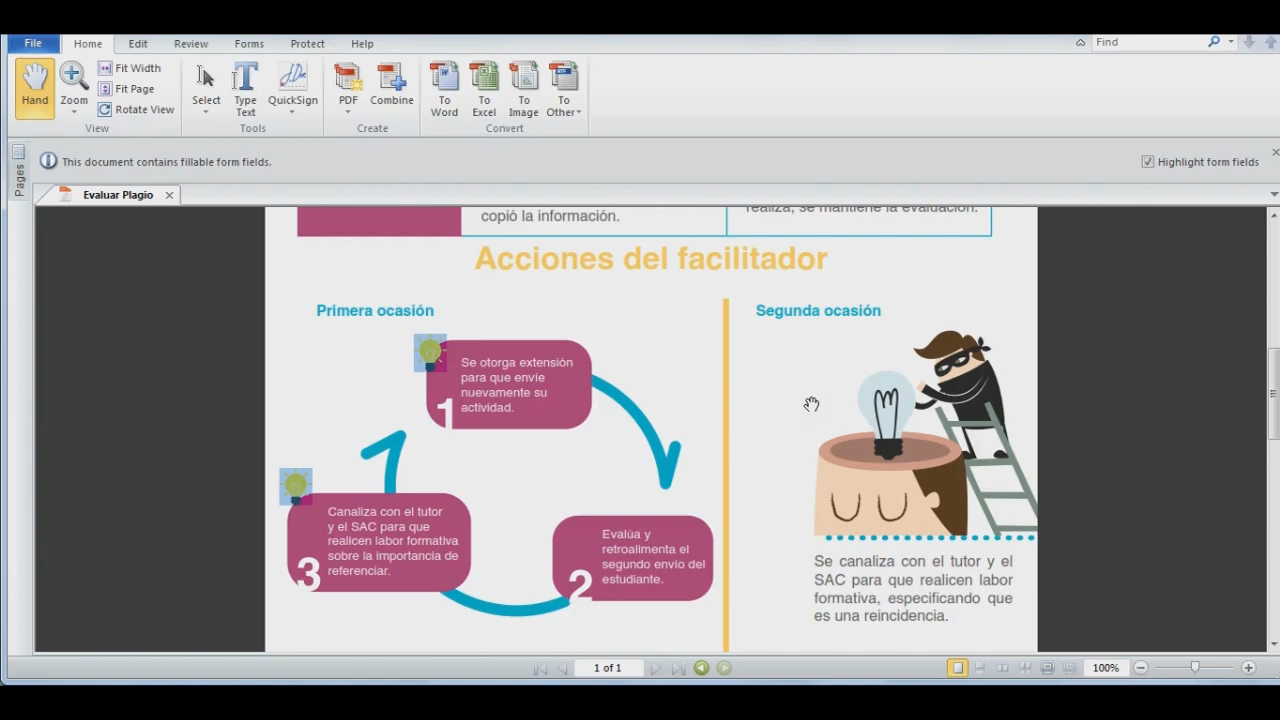 File Home Edit Review Forms Protect Help
Find
Hand
Zoom
Fit Width
Fit Page
Rotate View
View
Select
Type
Text
QuickSign
Tools
PDF
Combine
Create
To
Word
To
Excel
To
Image
To
Other
Convert
Pages
This document contains fillable form fields.
Highlight form fields
Evaluar Plagio
copió la información.
realiza, se mantiene la evaluación.
Acciones del facilitador
Primera ocasión
1
Se otorga extensión
para que envíe
nuevamente su
actividad.
2
Evalúa y
retroalimenta el
segundo envío del
estudiante.
3
Canaliza con el tutor
y el SAC para que
realicen labor formativa
sobre la importancia de
referenciar.
Segunda ocasión
Se canaliza con el tutor y el
SAC para que realicen labor
formativa, especificando que
es una reincidencia.
1 of 1
100%